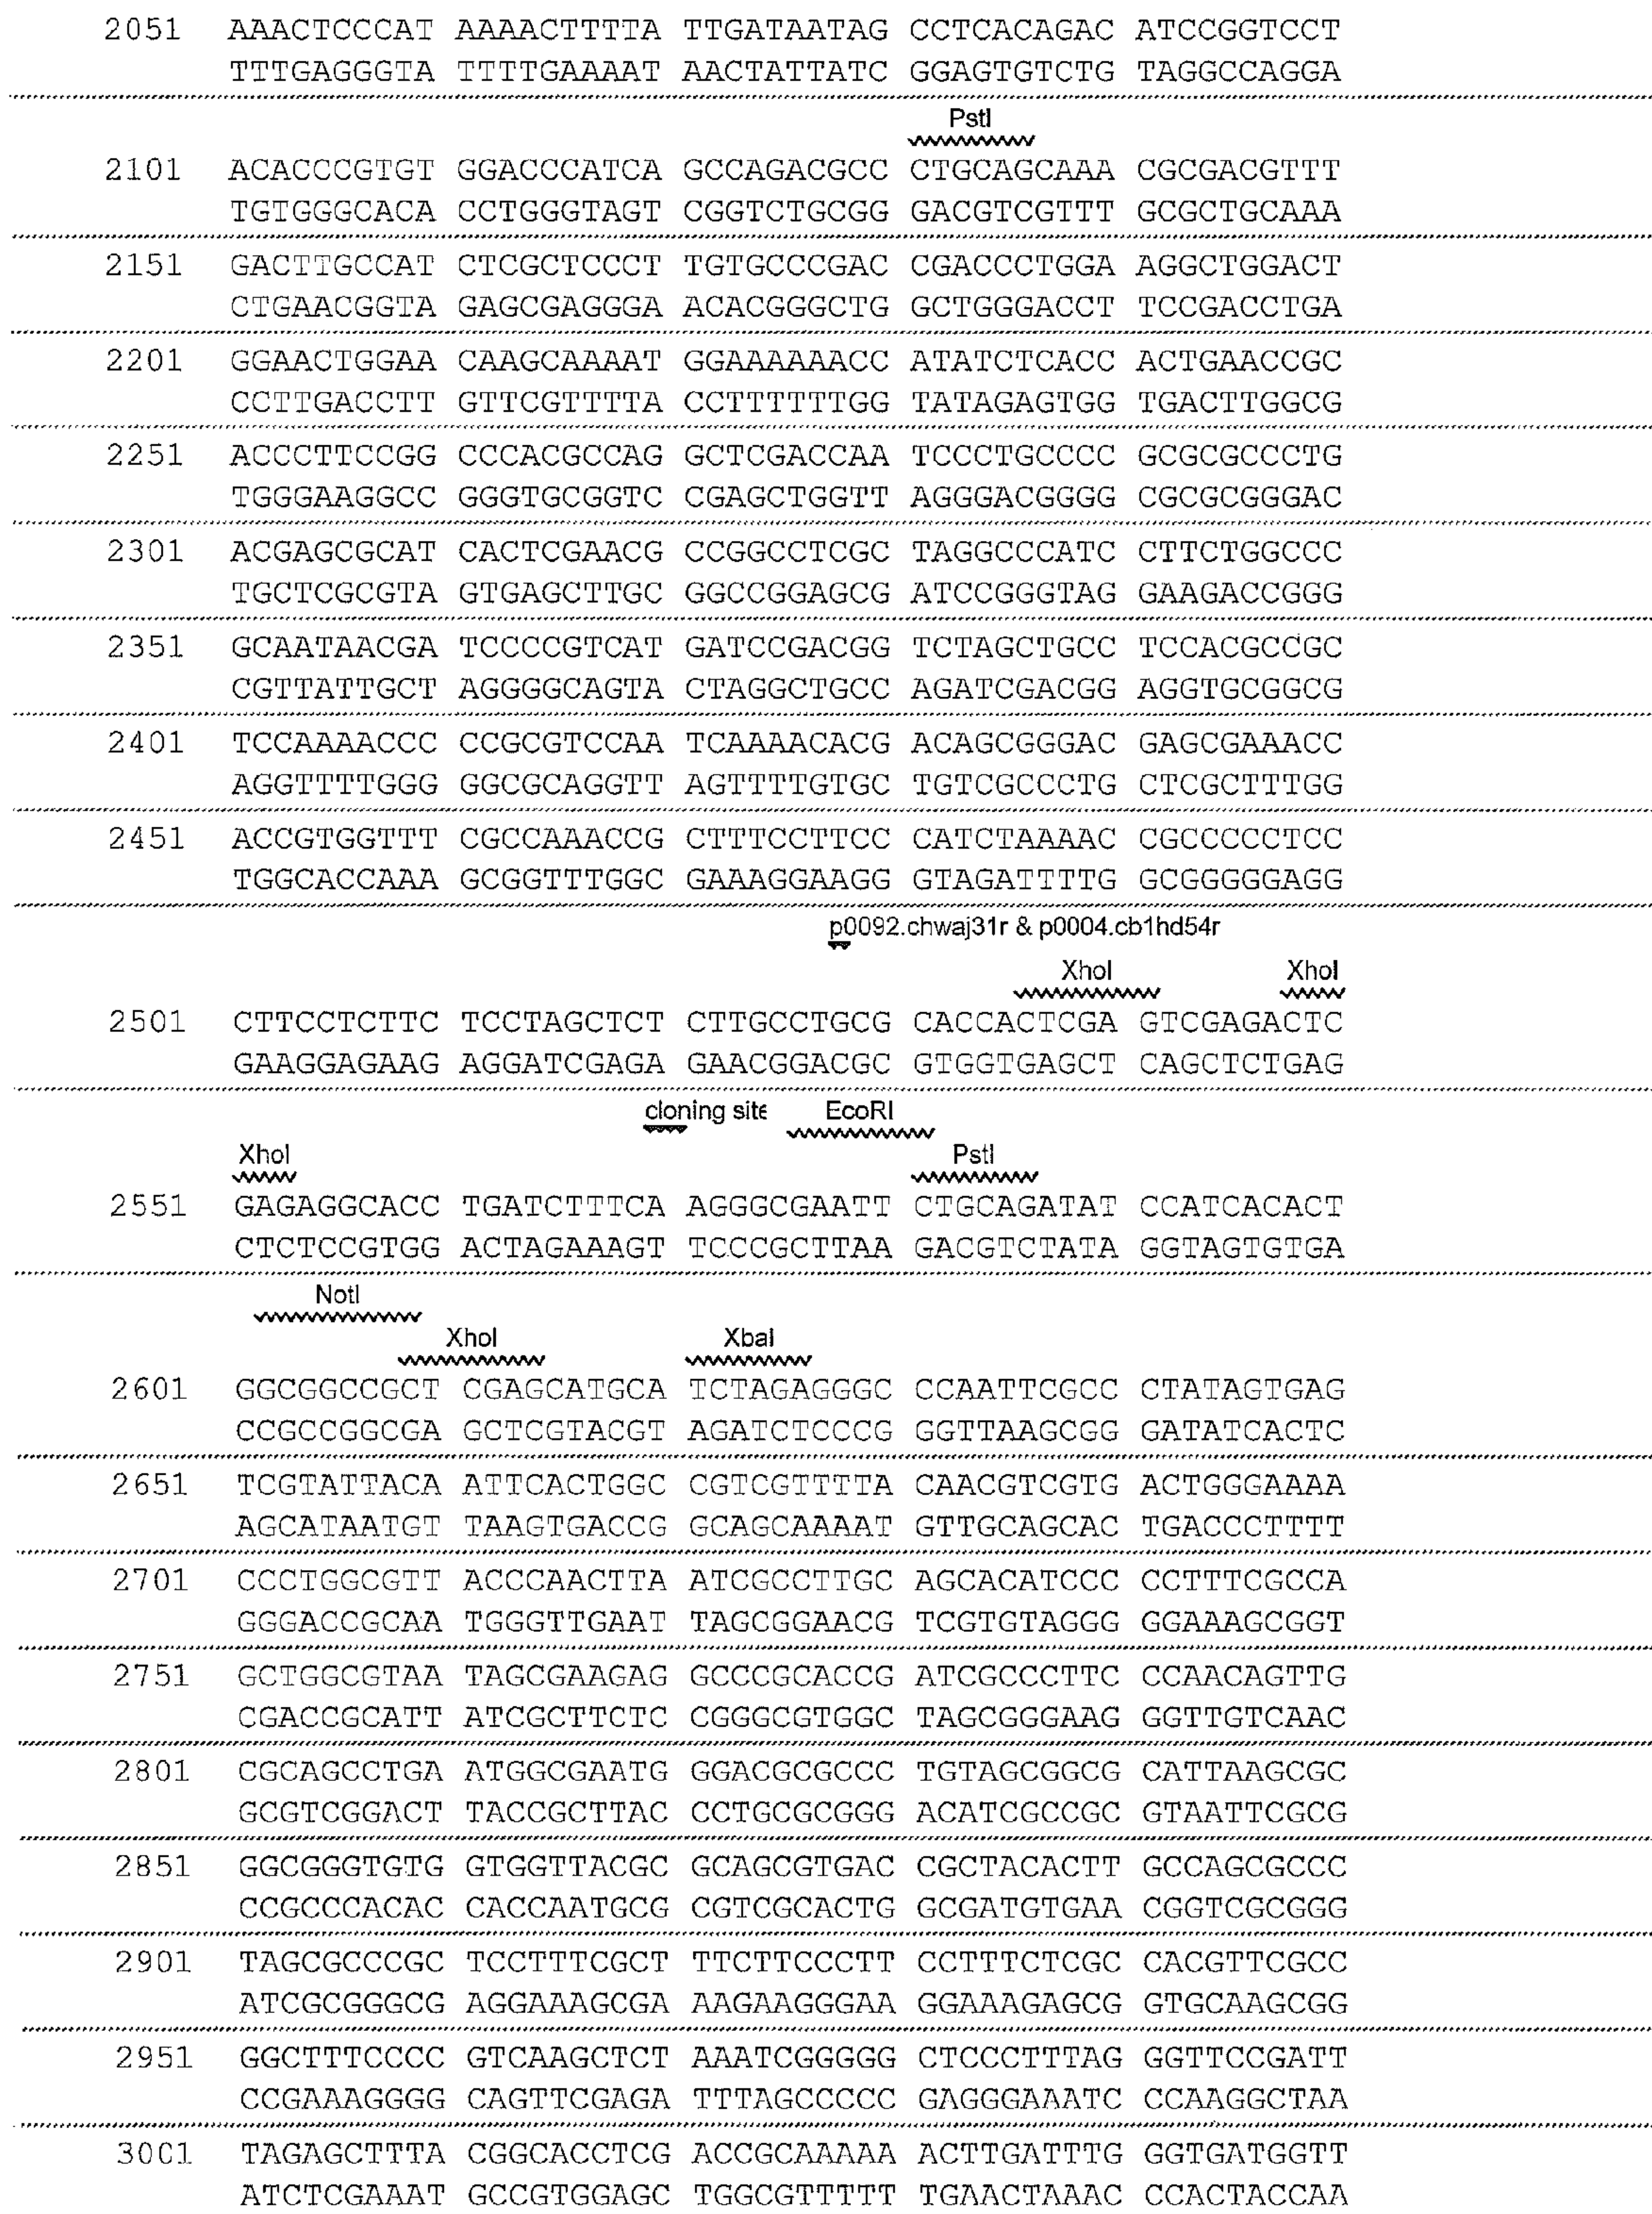 2051 AAACTCCCAT AAAACTTTTA TTGATAATAG CCTCACAGAC ATCCGGTCCT
TTTGAGGGTA TTTTGAAAAT AACTATTATC GGAGTGTCTG TAGGCCAGGA
PstI
2101 ACACCCGTGT GGACCCATCA GCCAGACGCC CTGCAGCAAA CGCGACGTTT
TGTGGGCACA CCTGGGTAGT CGGTCTGCGG GACGTCGTTT GCGCTGCAAA
2151 GACTTGCCAT CTCGCTCCCT TGTGCCCGAC CGACCCTGGA AGGCTGGACT
CTGAACGGTA GAGCGAGGGA ACACGGGCTG GCTGGGACCT TCCGACCTGA
2201 GGAACTGGAA CAAGCAAAAT GGAAAAAACC ATATCTCACC ACTGAACCGC
CCTTGACCTT GTTCGTTTTA CCTTTTTTGG TATAGAGTGG TGACTTGGCG
2251 ACCCTTCCGG CCCACGCCAG GCTCGACCAA TCCCTGCCCC GCGCGCCCTG
TGGGAAGGCC GGGTGCGGTC CGAGCTGGTT AGGGACGGGG CGCGCGGGAC
2301 ACGAGCGCAT CACTCGAACG CCGGCCTCGC TAGGCCCATC CTTCTGGCCC
TGCTCGCGTA GTGAGCTTGC GGCCGGAGCG ATCCGGGTAG GAAGACCGGG
2351 GCAATAACGA TCCCCGTCAT GATCCGACGG TCTAGCTGCC TCCACGCCGC
CGTTATTGCT AGGGGCAGTA CTAGGCTGCC AGATCGACGG AGGTGCGGCG
2401 TCCAAAACCC CCGCGTCCAA TCAAAACACG ACAGCGGGAC GAGCGAAACC
AGGTTTTGGG GGCGCAGGTT AGTTTTGTGC TGTCGCCCTG CTCGCTTTGG
2451 ACCGTGGTTT CGCCAAACCG CTTTCCTTCC CATCTAAAAC CGCCCCCTCC
TGGCACCAAA GCGGTTTGGC GAAAGGAAGG GTAGATTTTG GCGGGGGAGG
p0092.chwaj31r & p0004.cb1hd54r
XhoI XhoI
2501 CTTCCTCTTC TCCTAGCTCT CTTGCCTGCG CACCACTCGA GTCGAGACTC
GAAGGAGAAG AGGATCGAGA GAACGGACGC GTGGTGAGCT CAGCTCTGAG
cloning site EcoRI
XhoI PstI
2551 GAGAGGCACC TGATCTTTCA AGGGCGAATT CTGCAGATAT CCATCACACT
CTCTCCGTGG ACTAGAAAGT TCCCGCTTAA GACGTCTATA GGTAGTGTGA
NotI
XhoI XbaI
2601 GGCGGCCGCT CGAGCATGCA TCTAGAGGGC CCAATTCGCC CTATAGTGAG
CCGCCGGCGA GCTCGTACGT AGATCTCCCG GGTTAAGCGG GATATCACTC
2651 TCGTATTACA ATTCACTGGC CGTCGTTTTA CAACGTCGTG ACTGGGAAAA
AGCATAATGT TAAGTGACCG GCAGCAAAAT GTTGCAGCAC TGACCCTTTT
2701 CCCTGGCGTT ACCCAACTTA ATCGCCTTGC AGCACATCCC CCTTTCGCCA
GGGACCGCAA TGGGTTGAAT TAGCGGAACG TCGTGTAGGG GGAAAGCGGT
2751 GCTGGCGTAA TAGCGAAGAG GCCCGCACCG ATCGCCCTTC CCAACAGTTG
CGACCGCATT ATCGCTTCTC CGGGCGTGGC TAGCGGGAAG GGTTGTCAAC
2801 CGCAGCCTGA ATGGCGAATG GGACGCGCCC TGTAGCGGCG CATTAAGCGC
GCGTCGGACT TACCGCTTAC CCTGCGCGGG ACATCGCCGC GTAATTCGCG
2851 GGCGGGTGTG GTGGTTACGC GCAGCGTGAC CGCTACACTT GCCAGCGCCC
CCGCCCACAC CACCAATGCG CGTCGCACTG GCGATGTGAA CGGTCGCGGG
2901 TAGCGCCCGC TCCTTTCGCT TTCTTCCCTT CCTTTCTCGC CACGTTCGCC
ATCGCGGGCG AGGAAAGCGA AAGAAGGGAA GGAAAGAGCG GTGCAAGCGG
2951 GGCTTTCCCC GTCAAGCTCT AAATCGGGGG CTCCCTTTAG GGTTCCGATT
CCGAAAGGGG CAGTTCGAGA TTTAGCCCCC GAGGGAAATC CCAAGGCTAA
3001 TAGAGCTTTA CGGCACCTCG ACCGCAAAAA ACTTGATTTG GGTGATGGTT
ATCTCGAAAT GCCGTGGAGC TGGCGTTTTT TGAACTAAAC CCACTACCAA